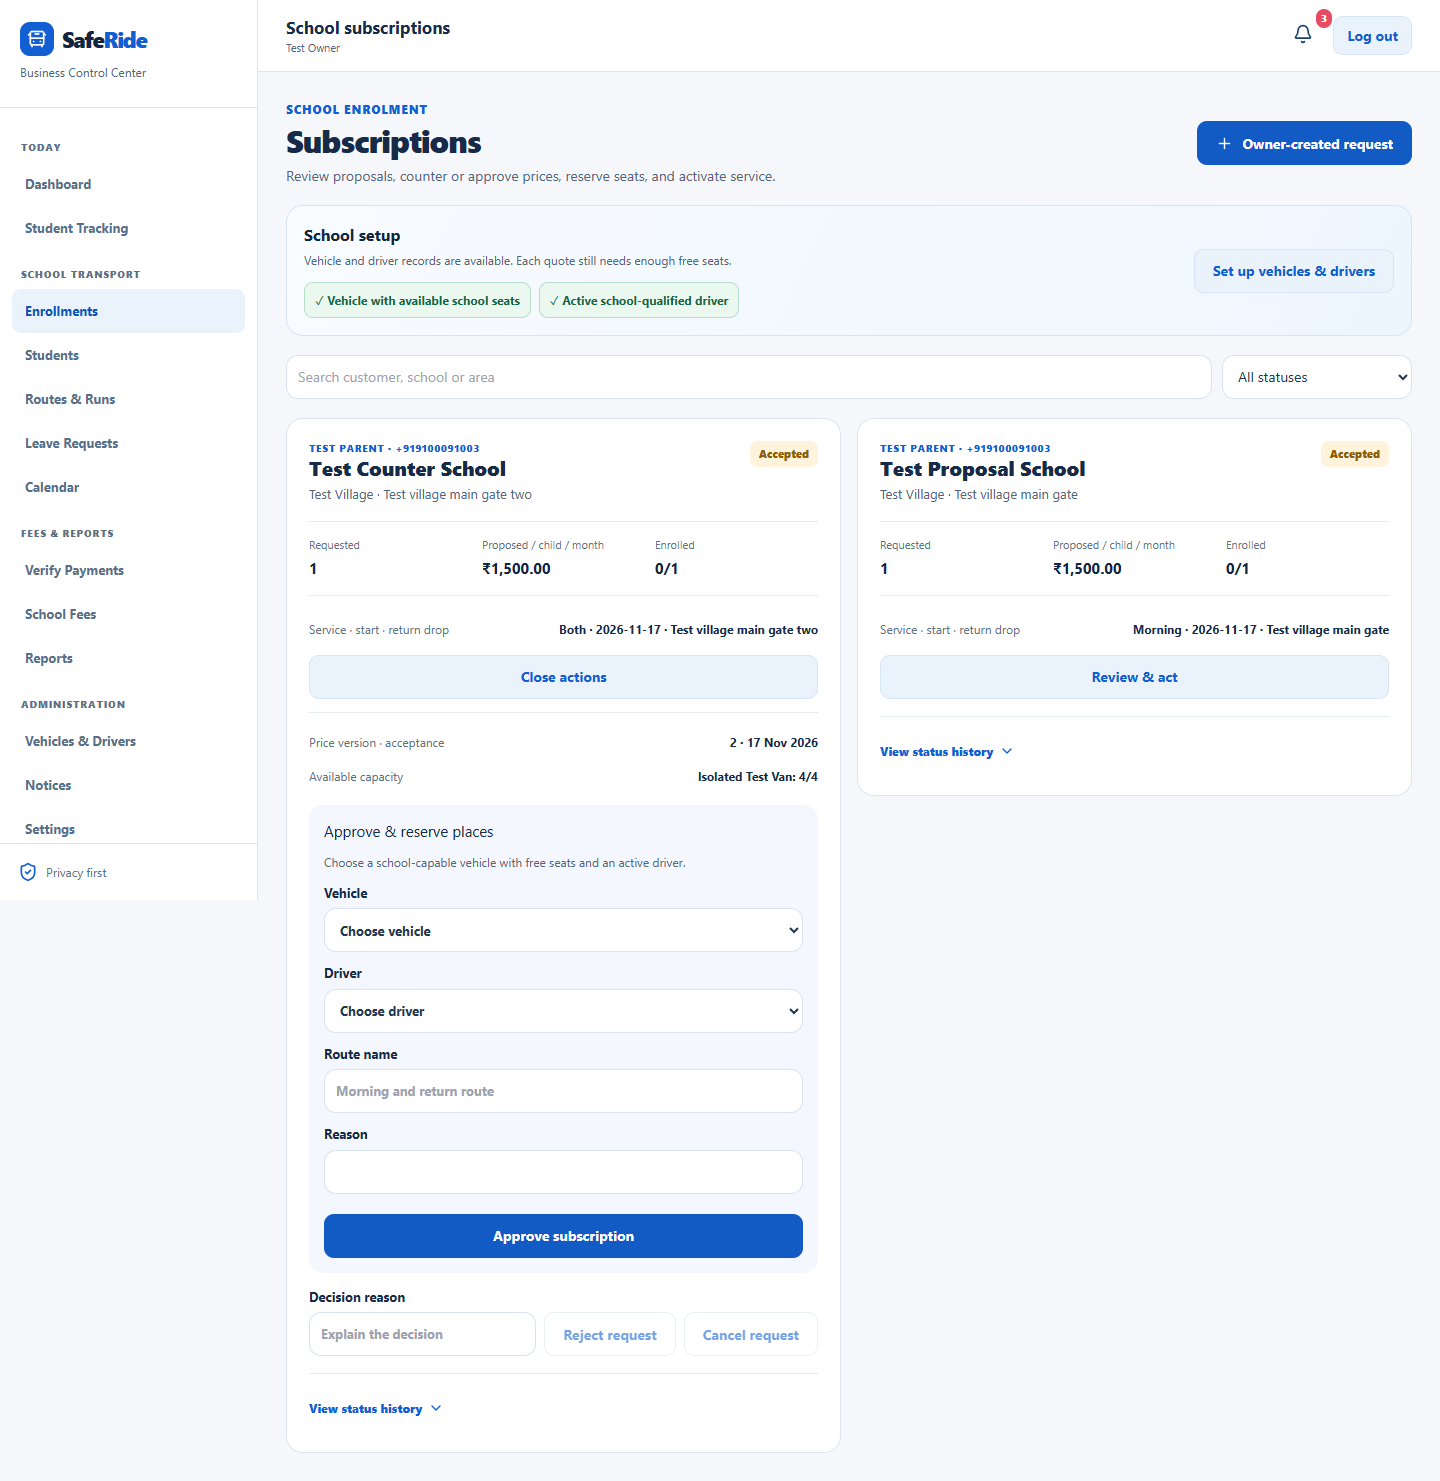 SafeRide
Business Control Center
TODAY
Dashboard
Student Tracking
SCHOOL TRANSPORT
Enrollments
Students
Routes & Runs
Leave Requests
Calendar
FEES & REPORTS
Verify Payments
School Fees
Reports
ADMINISTRATION
Vehicles & Drivers
Notices
Settings
Privacy first
School subscriptions
Test Owner
3
Log out
SCHOOL ENROLMENT
Subscriptions
Review proposals, counter or approve prices, reserve seats, and activate service.
+ Owner-created request
School setup
Vehicle and driver records are available. Each quote still needs enough free seats.
✓ Vehicle with available school seats
✓ Active school-qualified driver
Set up vehicles & drivers
Search customer, school or area
All statuses
TEST PARENT · +919100091003
Accepted
Test Counter School
Test Village · Test village main gate two
Requested
1
Proposed / child / month
₹1,500.00
Enrolled
0/1
Service · start · return drop
Both · 2026-11-17 · Test village main gate two
Close actions
Price version · acceptance
2 · 17 Nov 2026
Available capacity
Isolated Test Van: 4/4
Approve & reserve places
Choose a school-capable vehicle with free seats and an active driver.
Vehicle
Choose vehicle
Driver
Choose driver
Route name
Morning and return route
Reason
Approve subscription
Decision reason
Explain the decision
Reject request
Cancel request
View status history
TEST PARENT · +919100091003
Accepted
Test Proposal School
Test Village · Test village main gate
Requested
1
Proposed / child / month
₹1,500.00
Enrolled
0/1
Service · start · return drop
Morning · 2026-11-17 · Test village main gate
Review & act
View status history